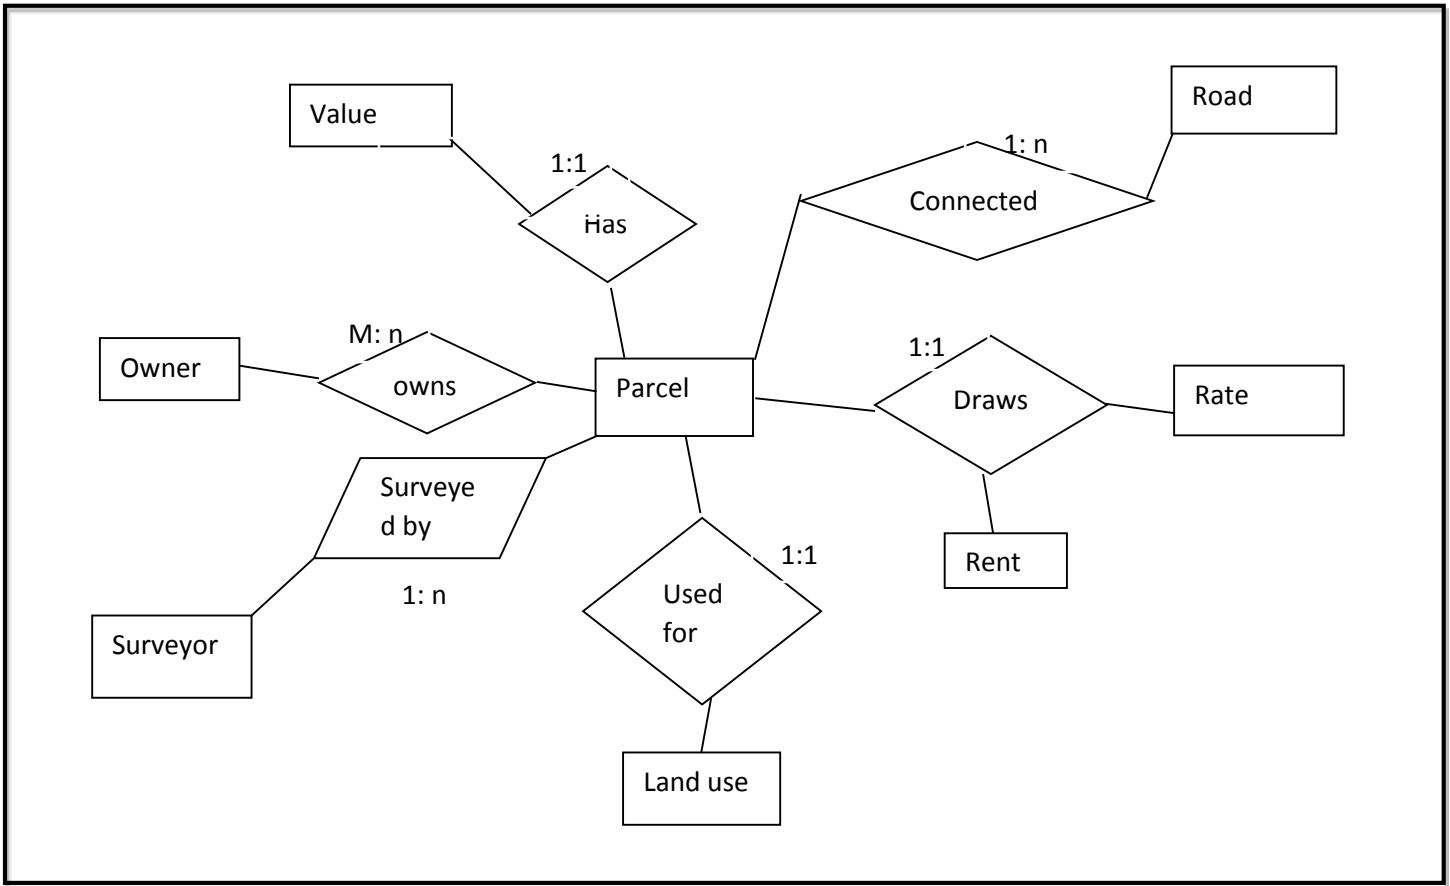 Road
Value
1: n
1:1
Connected
Has
M: n
1:1
Owner
owns
Parcel
Draws
Rate
Surveye
d by
1:1
Rent
1: n
Used
for
Surveyor
Land use